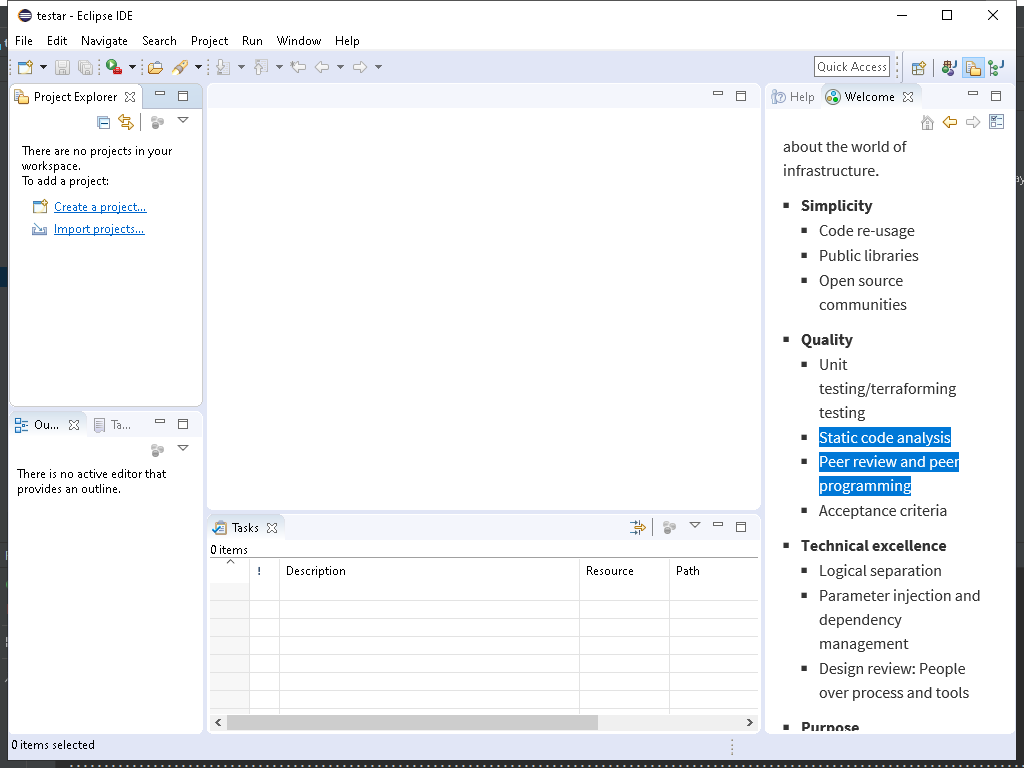 testar - Eclipse IDE
File Edit Navigate Search Project Run Window Help
Quick Access
Project Explorer
There are no projects in your
workspace.
To add a project:
Create a project...
Import projects...
Ou...
Ta...
There is no active editor that
provides an outline.
Tasks
0 items
! Description Resource Path
Help
Welcome
about the world of
infrastructure.
Simplicity
Code re-usage
Public libraries
Open source
communities
Quality
Unit
testing/terraforming
testing
Static code analysis
Peer review and peer
programming
Acceptance criteria
Technical excellence
Logical separation
Parameter injection and
dependency
management
Design review: People
over process and tools
Purpose
0 items selected